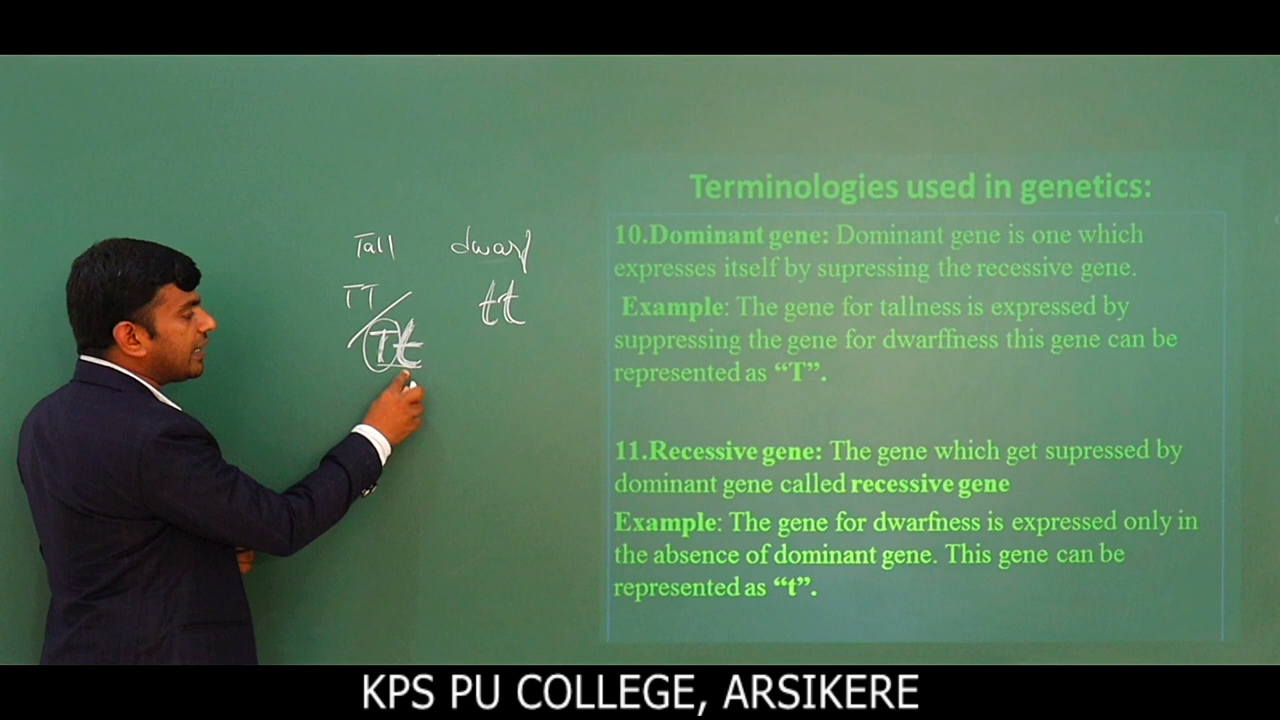 Tall dwarf
TT tt
Tt
Terminologies used in genetics:
10.Dominant gene: Dominant gene is one which
expresses itself by supressing the recessive gene.
Example: The gene for tallness is expressed by
suppressing the gene for dwarffness this gene can be
represented as “T”.
11.Recessive gene: The gene which get supressed by
dominant gene called recessive gene
Example: The gene for dwarfness is expressed only in
the absence of dominant gene. This gene can be
represented as “t”.
KPS PU COLLEGE, ARSIKERE